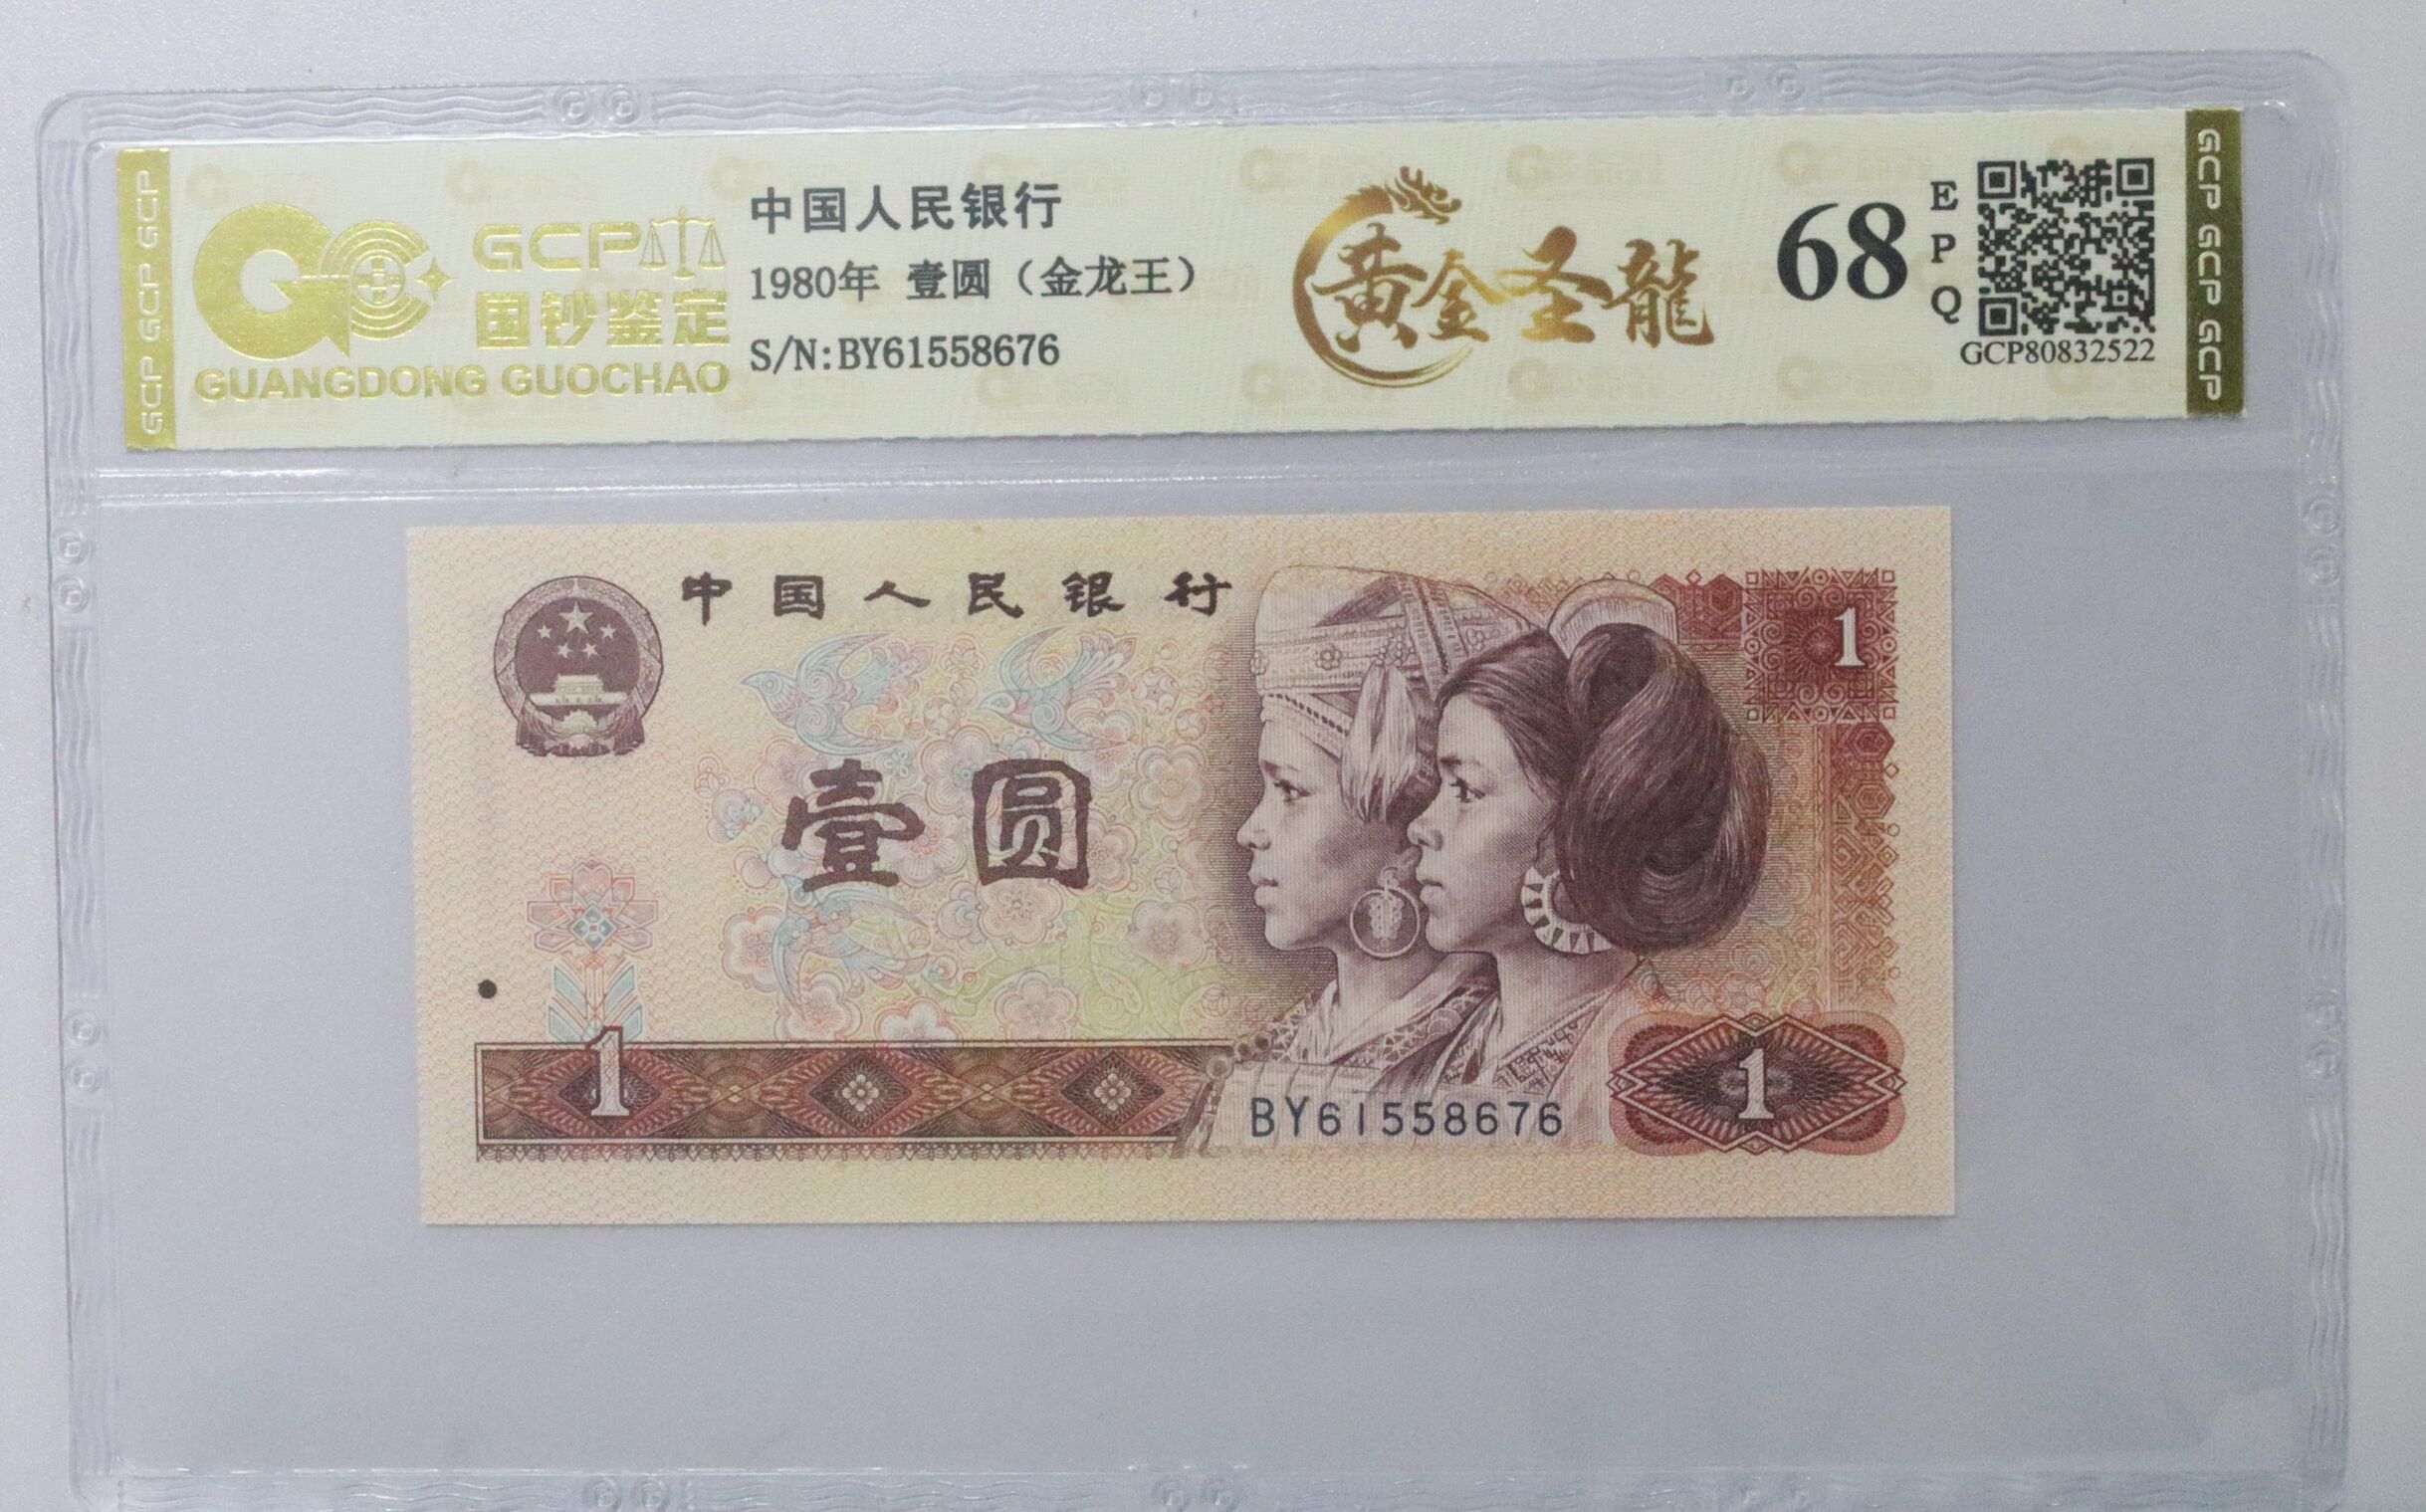 GCP GCP GCP
GCP
国钞鉴定
GUANGDONG GUOCHAO
中国人民银行
1980年 壹圆（金龙王）
S/N:BY61558676
黄金圣龍
68
E
P
Q
GCP80832522
GCP GCP GCP GCP
中国人民银行
1
壹圆
1
BY61558676
1